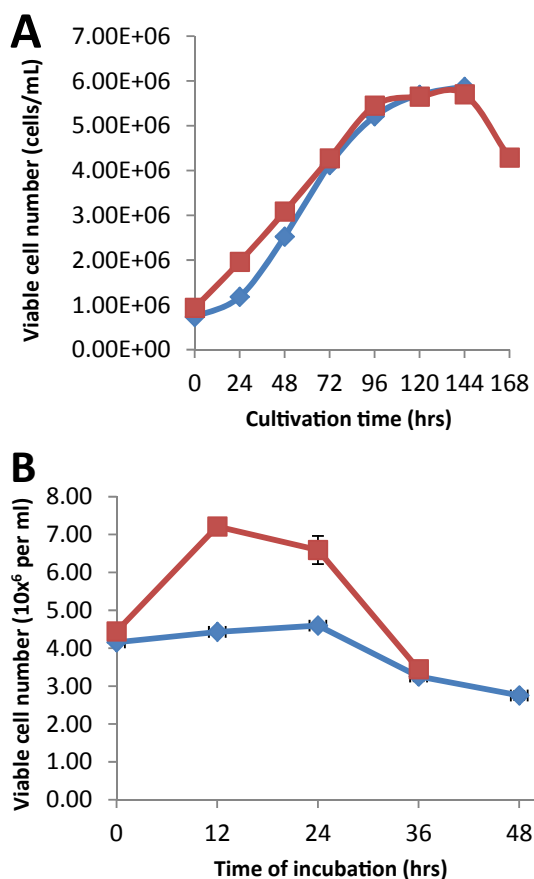 A
Viable cell number (cells/mL)
7.00E+06
6.00E+06
5.00E+06
4.00E+06
3.00E+06
2.00E+06
1.00E+06
0.00E+00
0 24 48 72 96 120 144 168
Cultivation time (hrs)
B
Viable cell number (10x⁶ per ml)
8.00
7.00
6.00
5.00
4.00
3.00
2.00
1.00
0.00
0 12 24 36 48
Time of incubation (hrs)